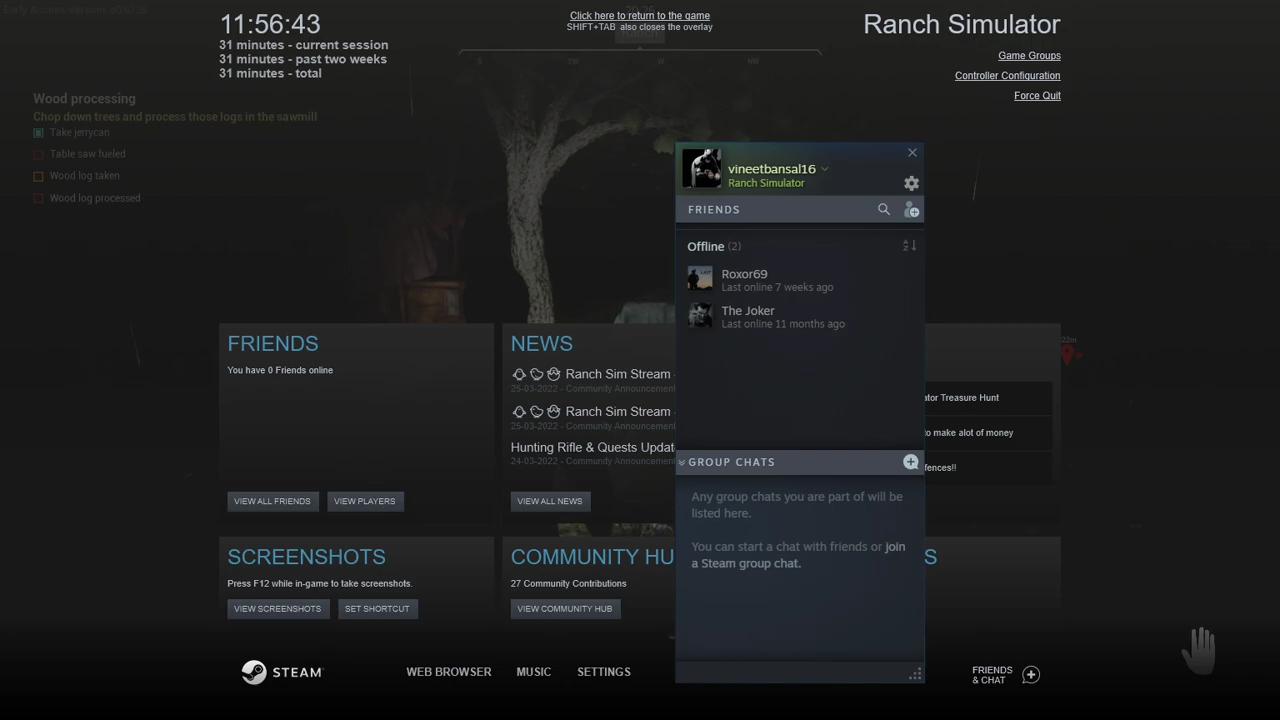 11:56:43
31 minutes - current session
31 minutes - past two weeks
31 minutes - total
Click here to return to the game
SHIFT+TAB also closes the overlay
Ranch Simulator
Game Groups
Controller Configuration
Force Quit
S
SW
W
NW
Wood processing
Chop down trees and process those logs in the sawmill
Take jerrycan
Table saw fueled
Wood log taken
Wood log processed
vineetbansal16
Ranch Simulator
FRIENDS
Offline (2)
Roxor69
Last online 7 weeks ago
The Joker
Last online 11 months ago
GROUP CHATS
Any group chats you are part of will be
listed here.
You can start a chat with friends or join
a Steam group chat.
FRIENDS
You have 0 Friends online
VIEW ALL FRIENDS
VIEW PLAYERS
NEWS
Ranch Sim Stream -
25-03-2022 - Community Announcement
Ranch Sim Stream -
25-03-2022 - Community Announcement
Hunting Rifle & Quests Updat
24-03-2022 - Community Announcement
VIEW ALL NEWS
22m
ator Treasure Hunt
to make alot of money
fences!!
SCREENSHOTS
Press F12 while in-game to take screenshots.
VIEW SCREENSHOTS
SET SHORTCUT
COMMUNITY HU
27 Community Contributions
VIEW COMMUNITY HUB
S
STEAM
WEB BROWSER
MUSIC
SETTINGS
FRIENDS
& CHAT